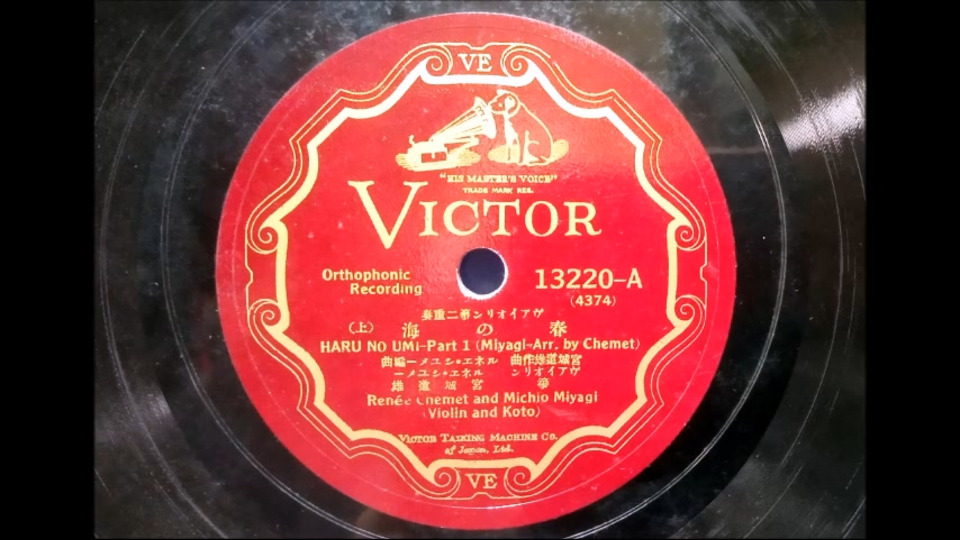 VE
"HIS MASTER'S VOICE"
TRADE MARK REG.
VICTOR
Orthophonic
Recording
13220-A
(4374)
ヴアイオリン箏二重奏
春の海 (上)
HARU NO UMI-Part 1 (Miyagi-Arr. by Chemet)
宮城道雄作曲 ルネエ・シユメー編曲
ヴアイオリン ルネエ・シユメー
箏 宮城道雄
Renée Chemet and Michio Miyagi
(Violin and Koto)
VICTOR TALKING MACHINE CO.
of Japan, Ltd.
VE